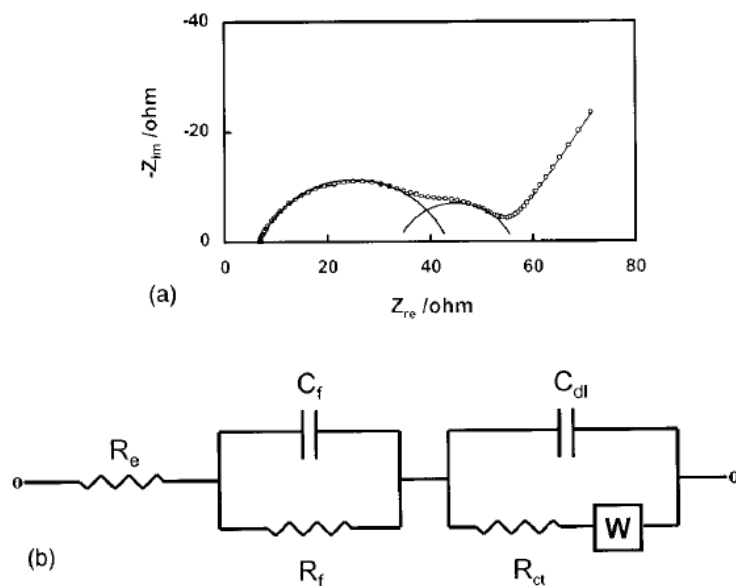 -40
-20
0
-Z_im /ohm
0 20 40 60 80
(a)
Z_re /ohm
C_f
C_dl
R_e
o
o
W
(b)
R_f
R_ct